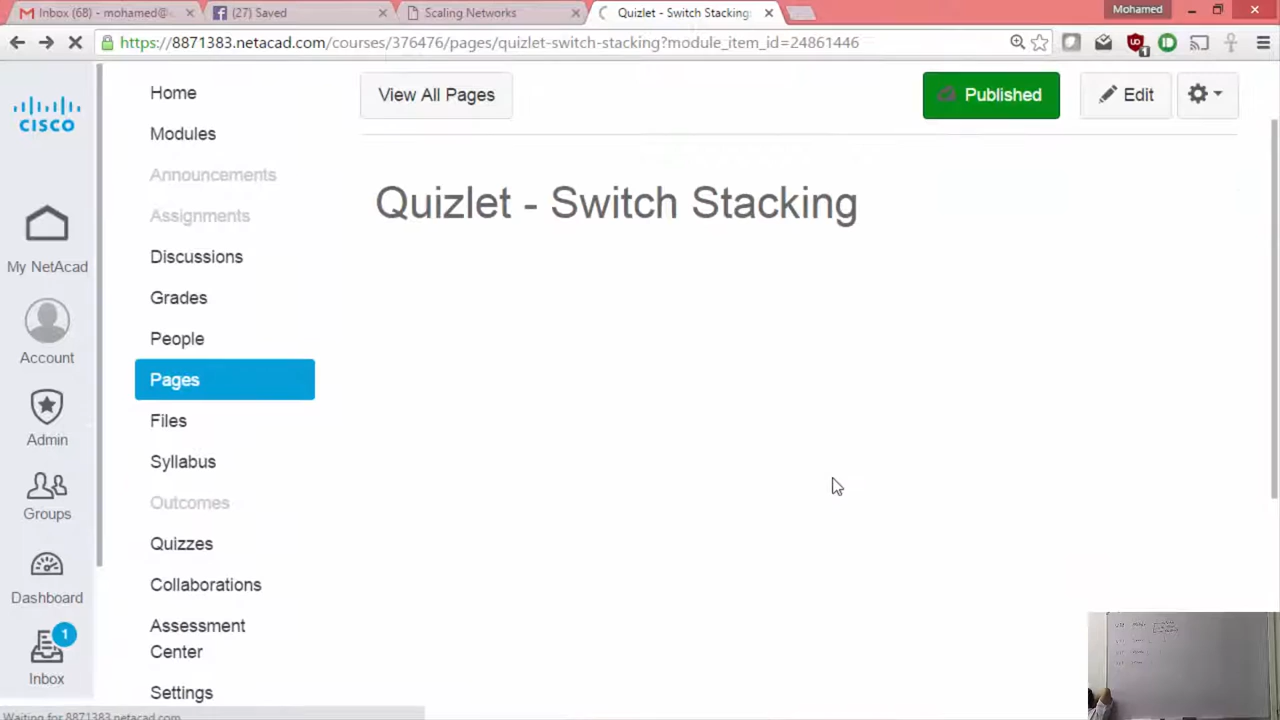 Inbox (68) - mohamed@
(27) Saved
Scaling Networks
Quizlet - Switch Stacking
Mohamed
https://8871383.netacad.com/courses/376476/pages/quizlet-switch-stacking?module_item_id=24861446
CISCO
My NetAcad
Account
Admin
Groups
Dashboard
1
Inbox
Home
Modules
Announcements
Assignments
Discussions
Grades
People
Pages
Files
Syllabus
Outcomes
Quizzes
Collaborations
Assessment
Center
Settings
View All Pages
Published
Edit
Quizlet - Switch Stacking
Waiting for 8871383.netacad.com